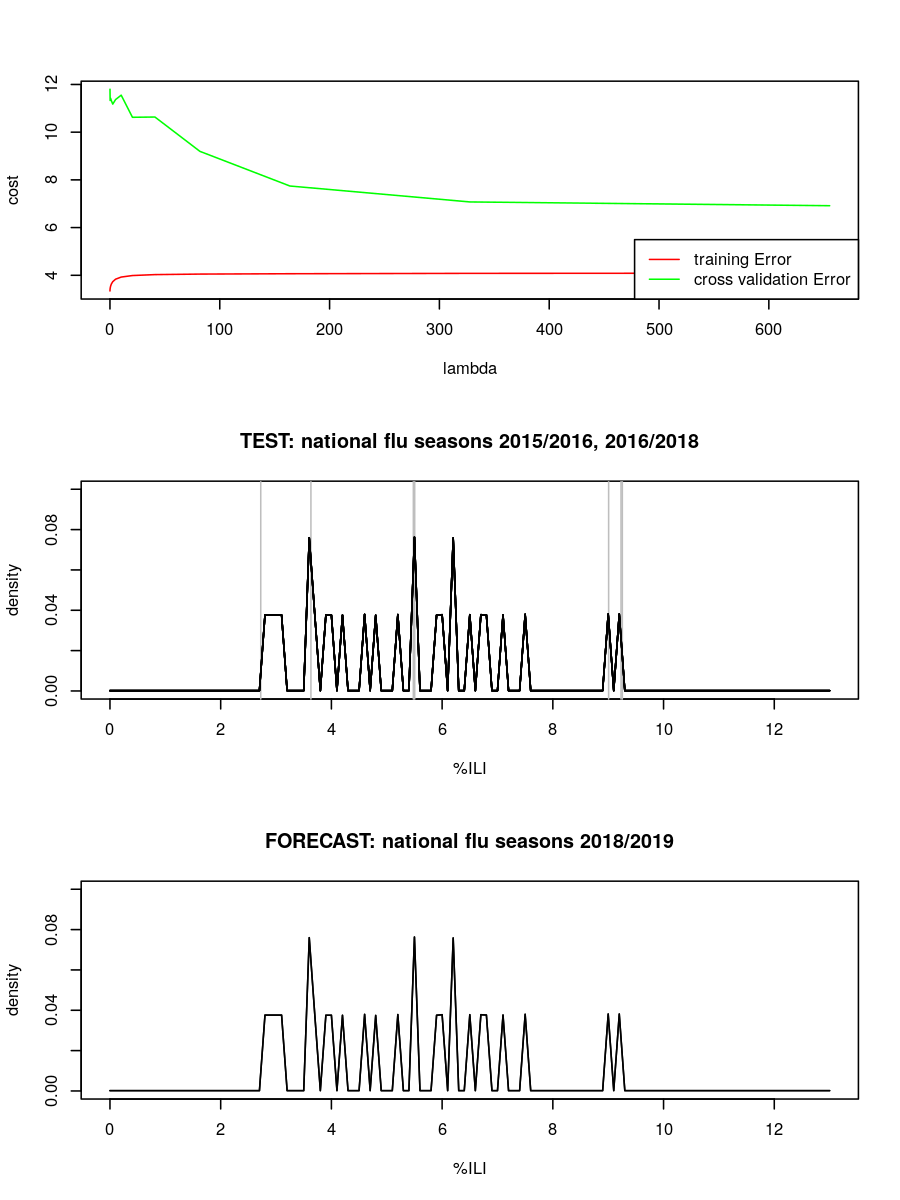 12
10
8
6
4
cost
training Error
cross validation Error
0 100 200 300 400 500 600
lambda
TEST: national flu seasons 2015/2016, 2016/2018
0.08
0.04
0.00
density
0 2 4 6 8 10 12
%ILI
FORECAST: national flu seasons 2018/2019
0.08
0.04
0.00
density
0 2 4 6 8 10 12
%ILI